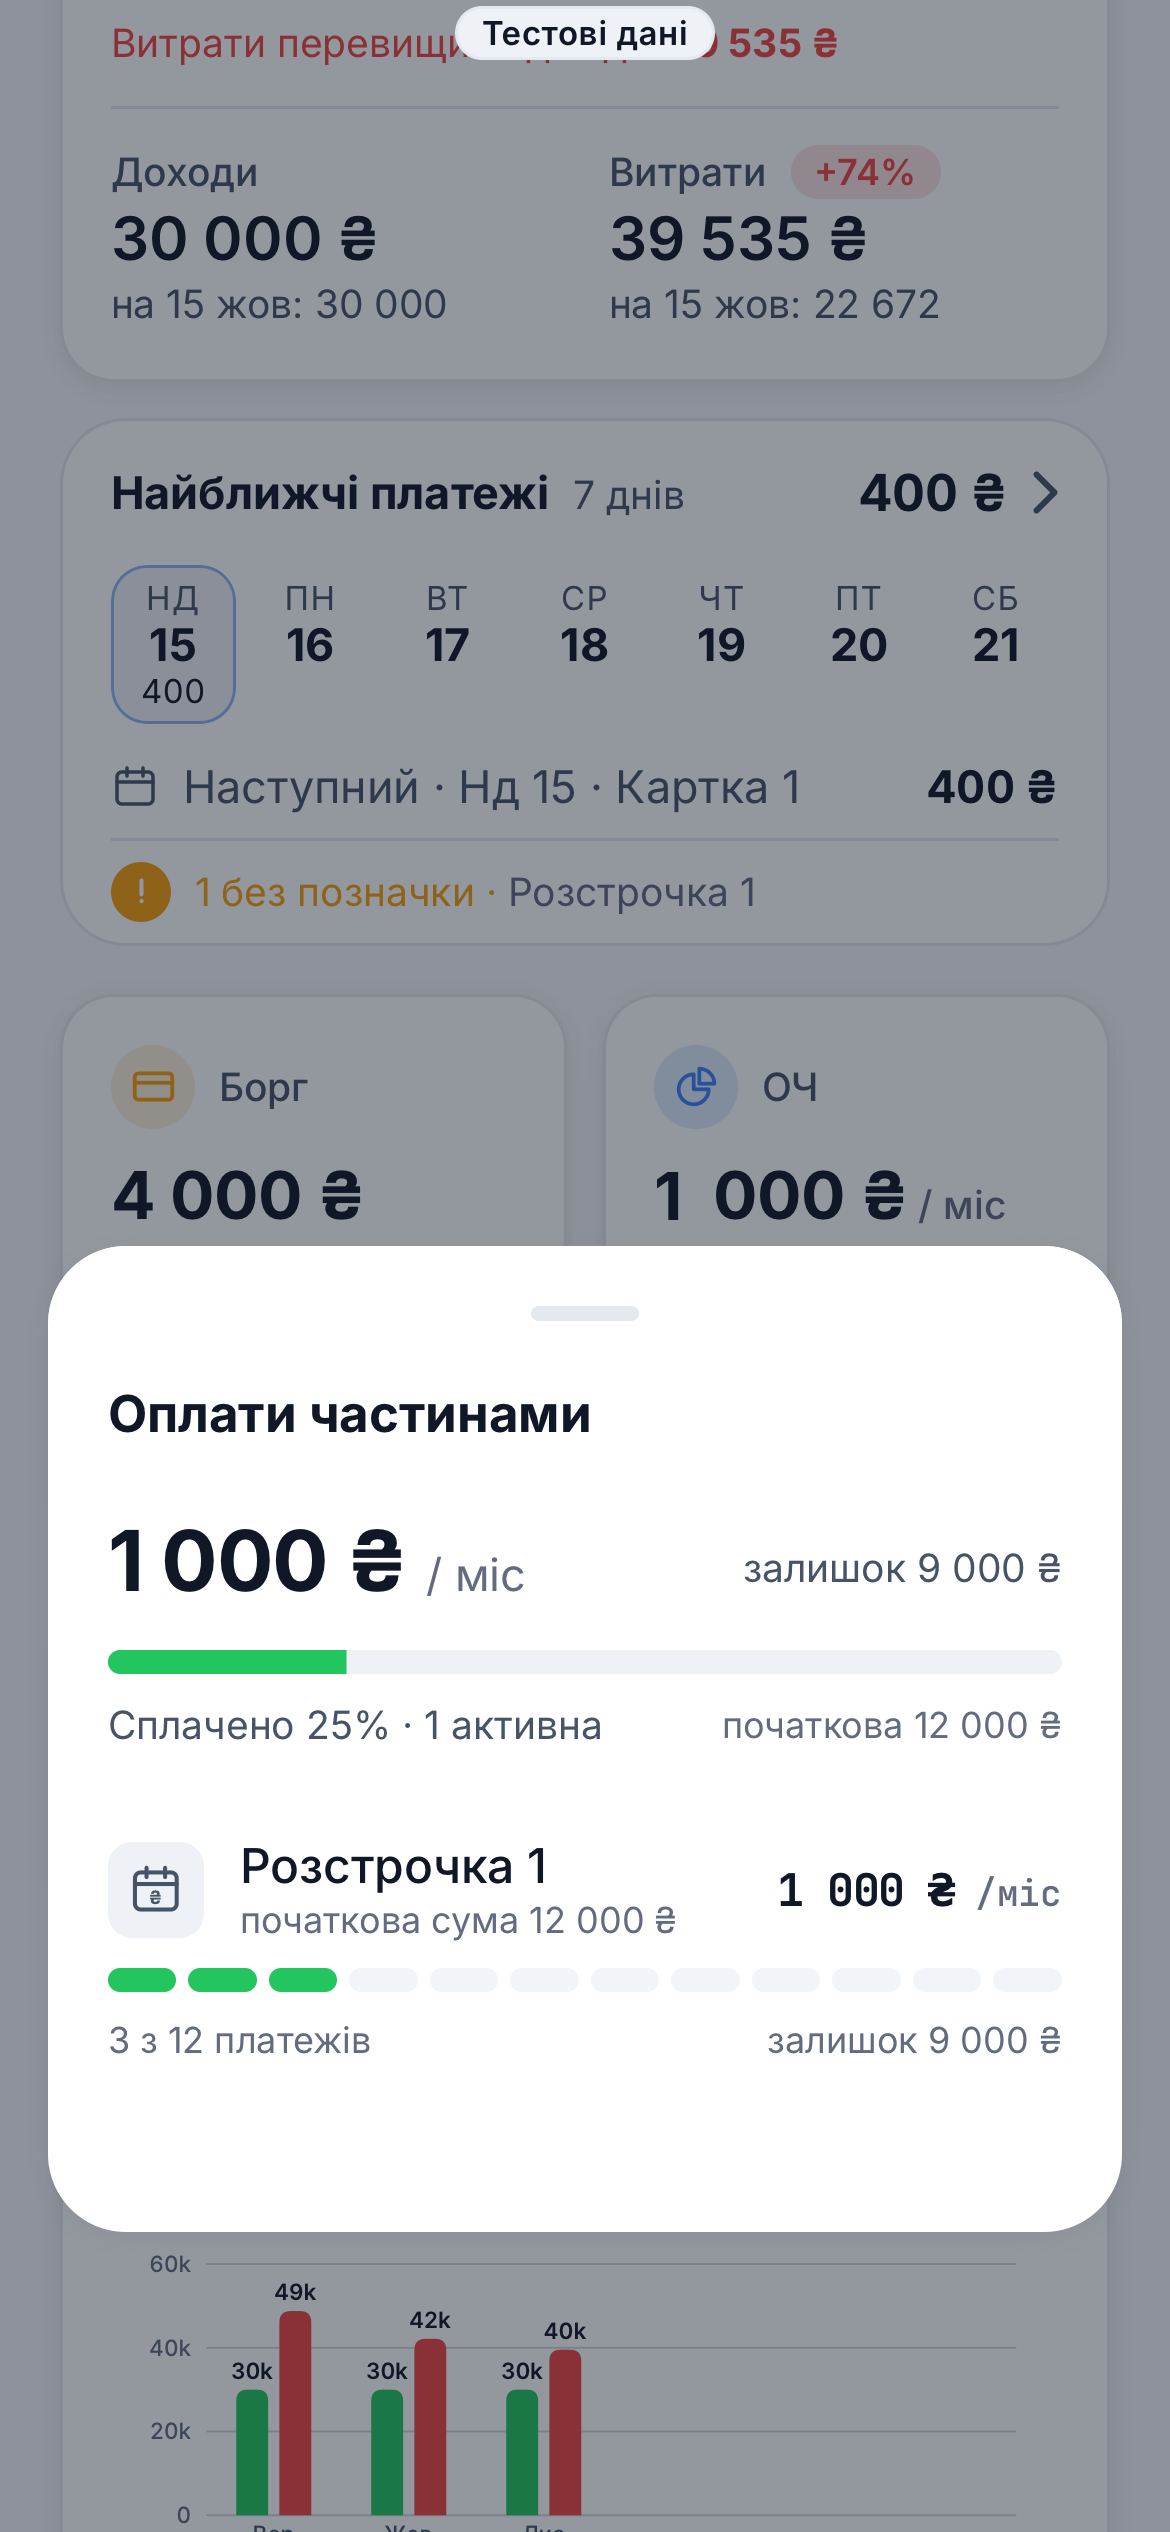 Тестові дані
Витрати перевищи 535 ₴
Доходи
Витрати +74%
30 000 ₴
39 535 ₴
на 15 жов: 30 000
на 15 жов: 22 672
Найближчі платежі 7 днів 400 ₴
НД ПН ВТ СР ЧТ ПТ СБ
15 16 17 18 19 20 21
400
Наступний · Нд 15 · Картка 1 400 ₴
! 1 без позначки · Розстрочка 1
Борг
ОЧ
4 000 ₴
1 000 ₴ / міс
Оплати частинами
1 000 ₴ / міс залишок 9 000 ₴
Сплачено 25% · 1 активна початкова 12 000 ₴
Розстрочка 1
початкова сума 12 000 ₴
1 000 ₴ /міс
3 з 12 платежів залишок 9 000 ₴
60k
49k
42k
40k
40k
30k 30k 30k
20k
0